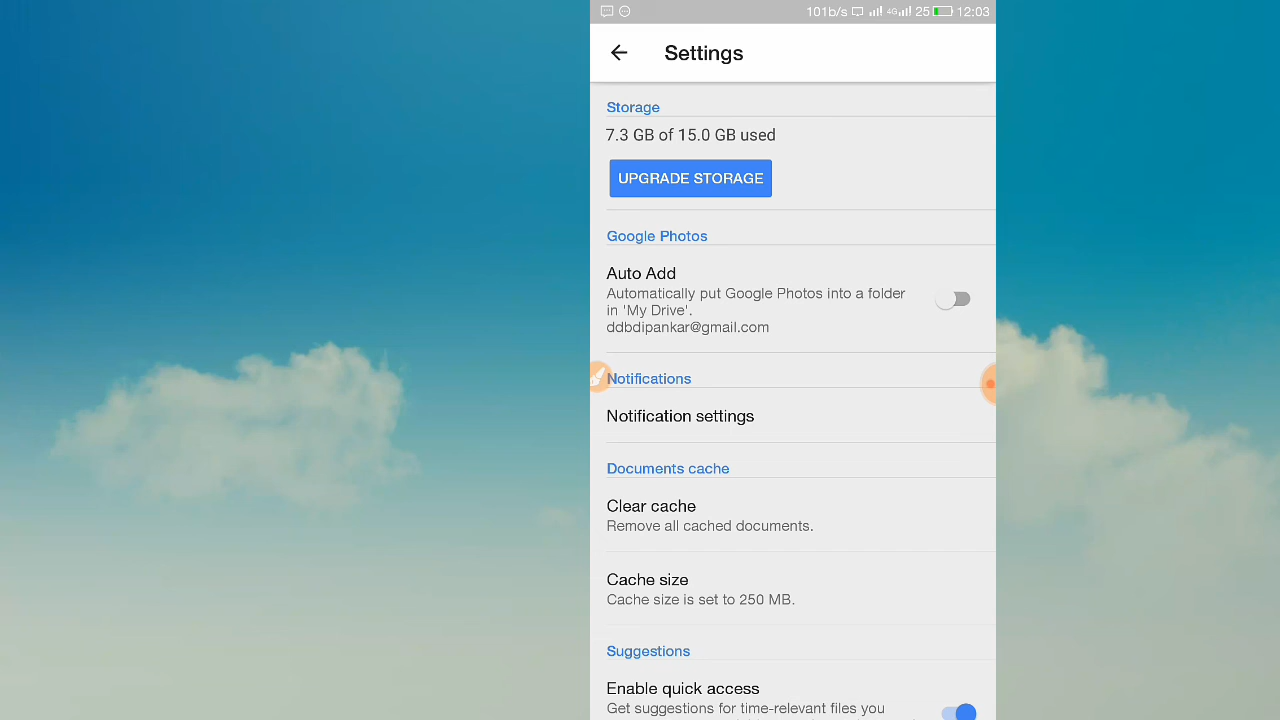 101b/s 4G 25 12:03
Settings
Storage
7.3 GB of 15.0 GB used
UPGRADE STORAGE
Google Photos
Auto Add
Automatically put Google Photos into a folder
in 'My Drive'.
ddbdipankar@gmail.com
Notifications
Notification settings
Documents cache
Clear cache
Remove all cached documents.
Cache size
Cache size is set to 250 MB.
Suggestions
Enable quick access
Get suggestions for time-relevant files you